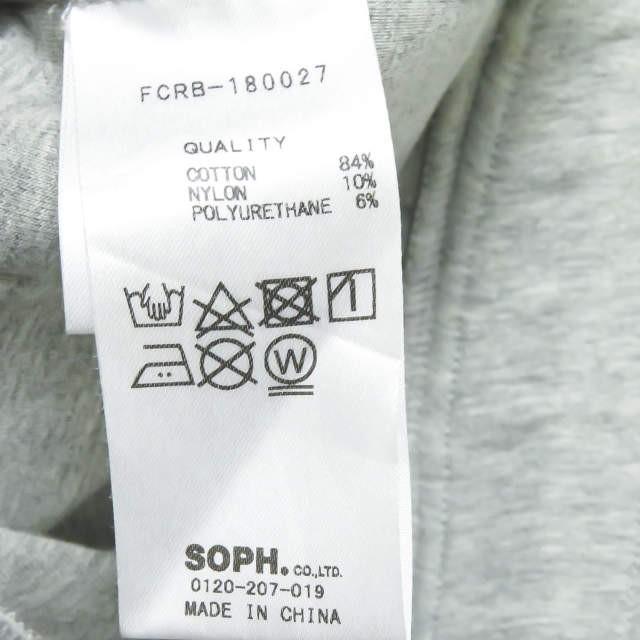 FCRB-180027
QUALITY
COTTON 84%
NYLON 10%
POLYURETHANE 6%
W
SOPH. CO.,LTD.
0120-207-019
MADE IN CHINA